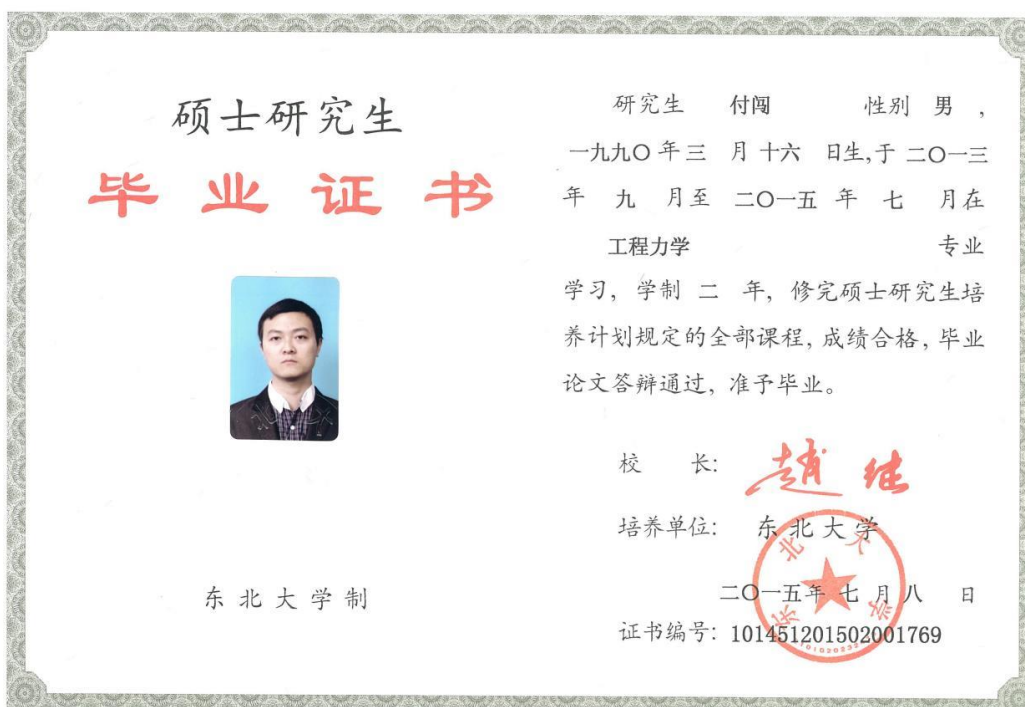 硕士研究生
毕业证书
东北大学制
研究生 付闯 性别 男 ,
一九九〇年三 月十六 日生,于 二〇一三
年 九 月至 二〇一五 年 七 月在
工程力学 专业
学习, 学制 二 年, 修完硕士研究生培
养计划规定的全部课程, 成绩合格, 毕业
论文答辩通过, 准予毕业。
校 长: 赵继
培养单位: 东北大学
二〇一五年 七 月 八 日
证书编号: 101451201502001769
东北大学